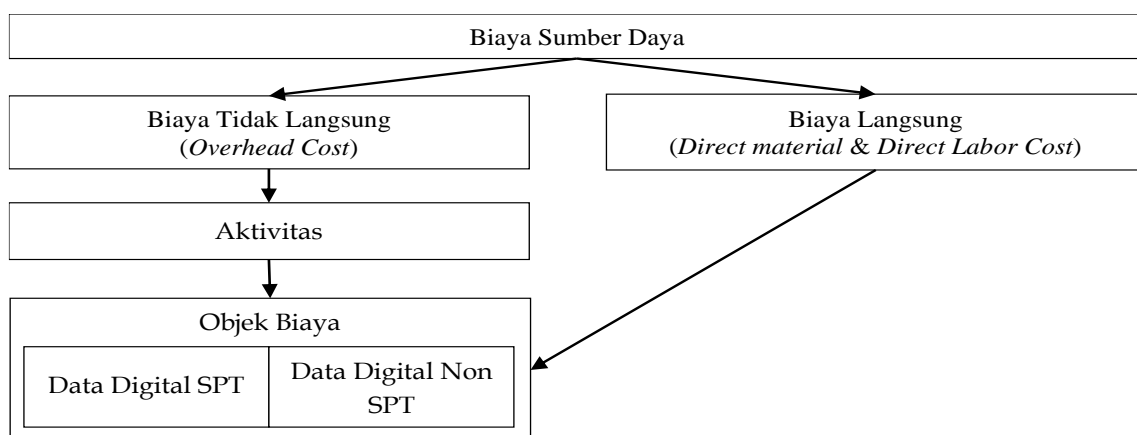 Biaya Sumber Daya
Biaya Tidak Langsung
(Overhead Cost)
Biaya Langsung
(Direct material & Direct Labor Cost)
Aktivitas
Objek Biaya
Data Digital SPT
Data Digital Non
SPT